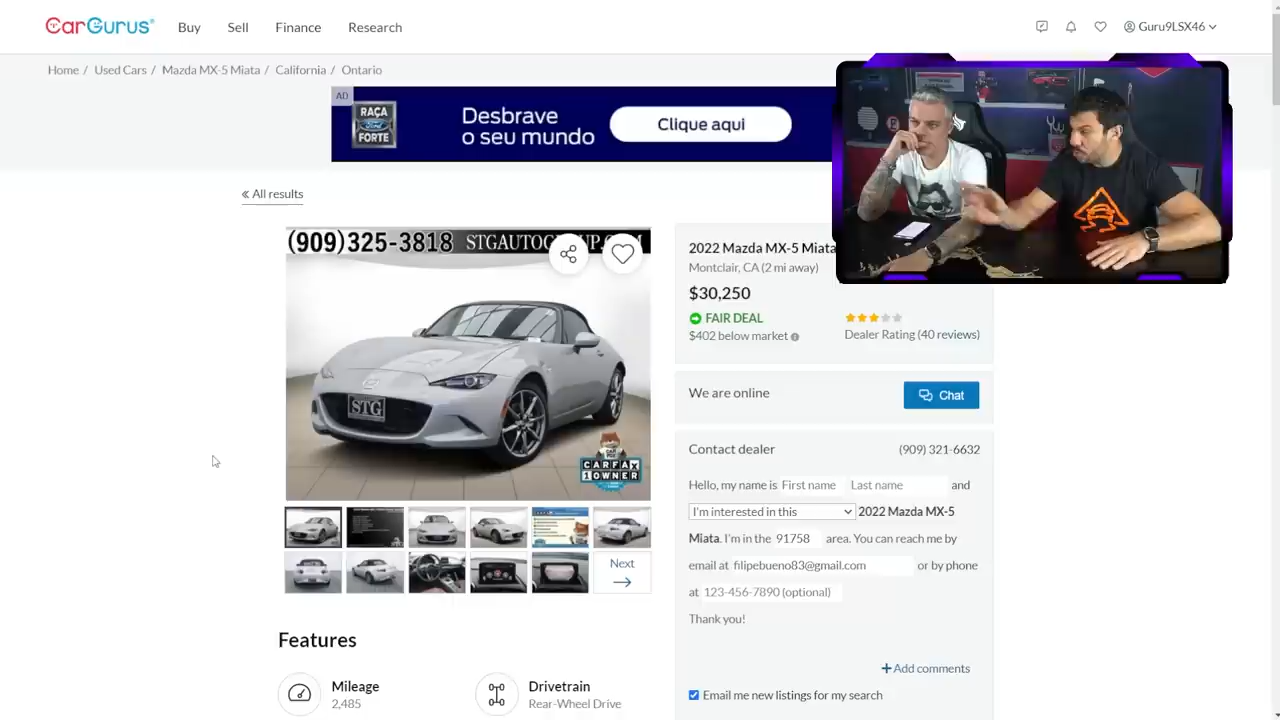 CarGurus
Buy
Sell
Finance
Research
Guru9LSX46
Home / Used Cars / Mazda MX-5 Miata / California / Ontario
AD
RAÇA
Ford
FORTE
Desbrave
o seu mundo
Clique aqui
« All results
(909)325-3818 STGAUTOGROUP.COM
STG
CARFAX
1 OWNER
Next
2022 Mazda MX-5 Miata
Montclair, CA (2 mi away)
$30,250
FAIR DEAL
$402 below market
Dealer Rating (40 reviews)
We are online
Chat
Contact dealer
(909) 321-6632
Hello, my name is First name Last name and
I'm interested in this 2022 Mazda MX-5
Miata. I'm in the 91758 area. You can reach me by
email at filipebueno83@gmail.com or by phone
at 123-456-7890 (optional)
Thank you!
+ Add comments
Email me new listings for my search
Features
Mileage
2,485
Drivetrain
Rear-Wheel Drive